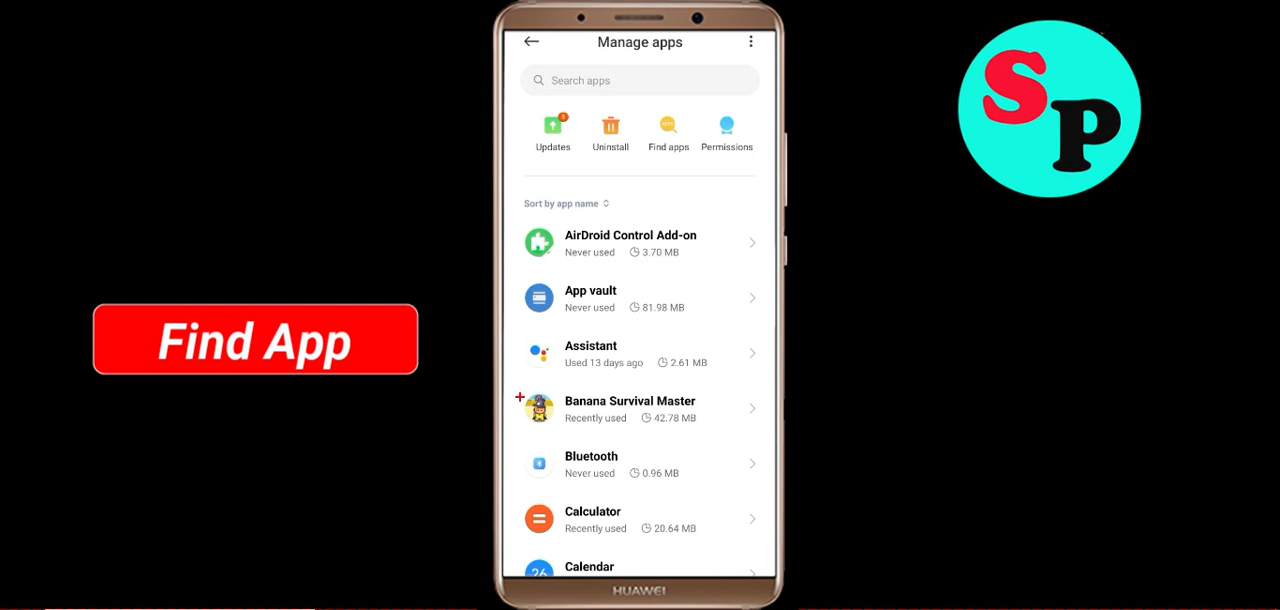 Manage apps
Search apps
Updates
Uninstall
Find apps
Permissions
Sort by app name
AirDroid Control Add-on
Never used 3.70 MB
App vault
Never used 81.98 MB
Assistant
Used 13 days ago 2.61 MB
Banana Survival Master
Recently used 42.78 MB
Bluetooth
Never used 0.96 MB
Calculator
Recently used 20.64 MB
Calendar
26
HUAWEI
Find App
SP